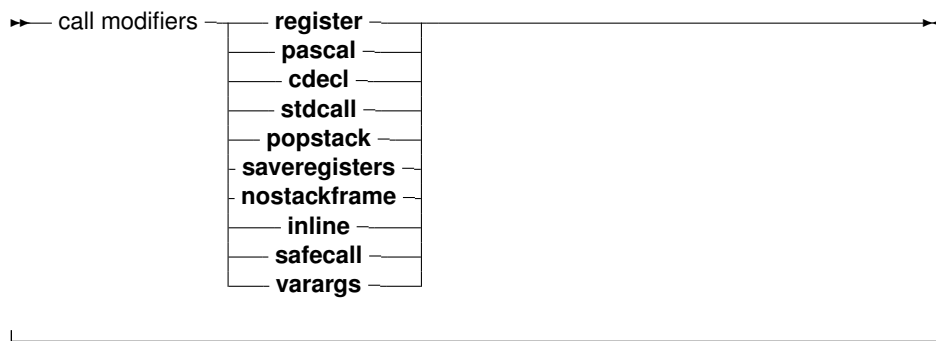 call modifiers register
pascal
cdecl
stdcall
popstack
saveregisters
nostackframe
inline
safecall
varargs